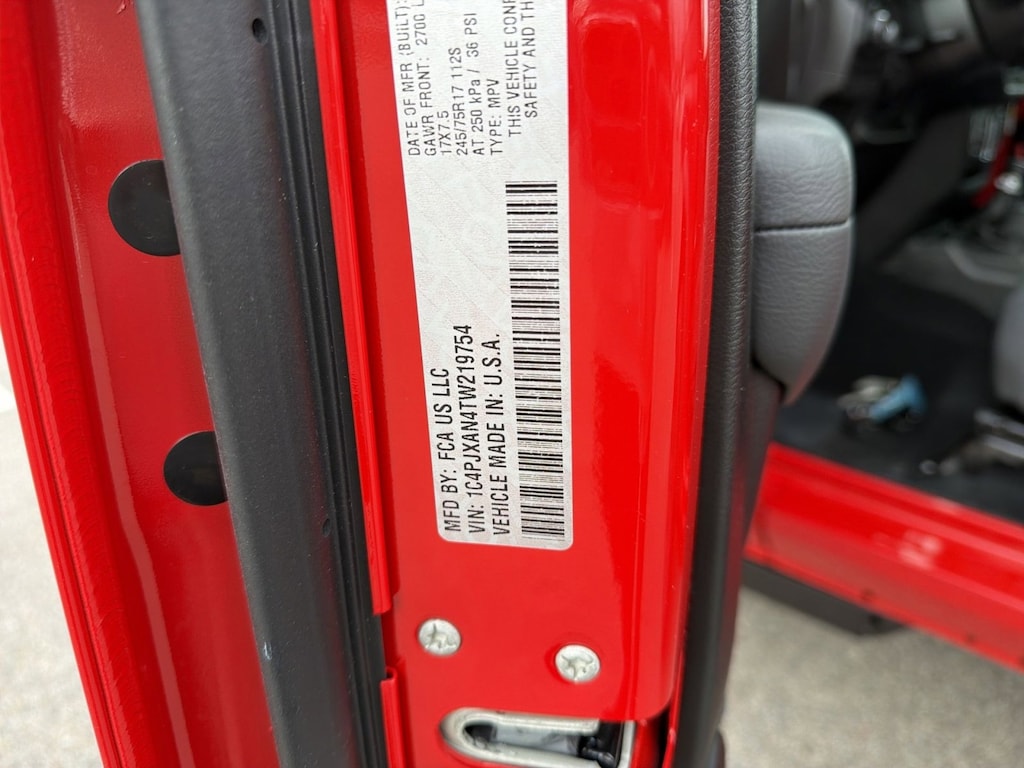 MFD BY: FCA US LLC
DATE OF MFR (BUILT):
GAWR FRONT: 2700 L
17X7.5
245/75R17 112S
AT 250 kPa / 36 PSI
TYPE: MPV
VIN: 1C4PJXAN4TW219754
VEHICLE MADE IN: U.S.A.
THIS VEHICLE CONF
SAFETY AND TH